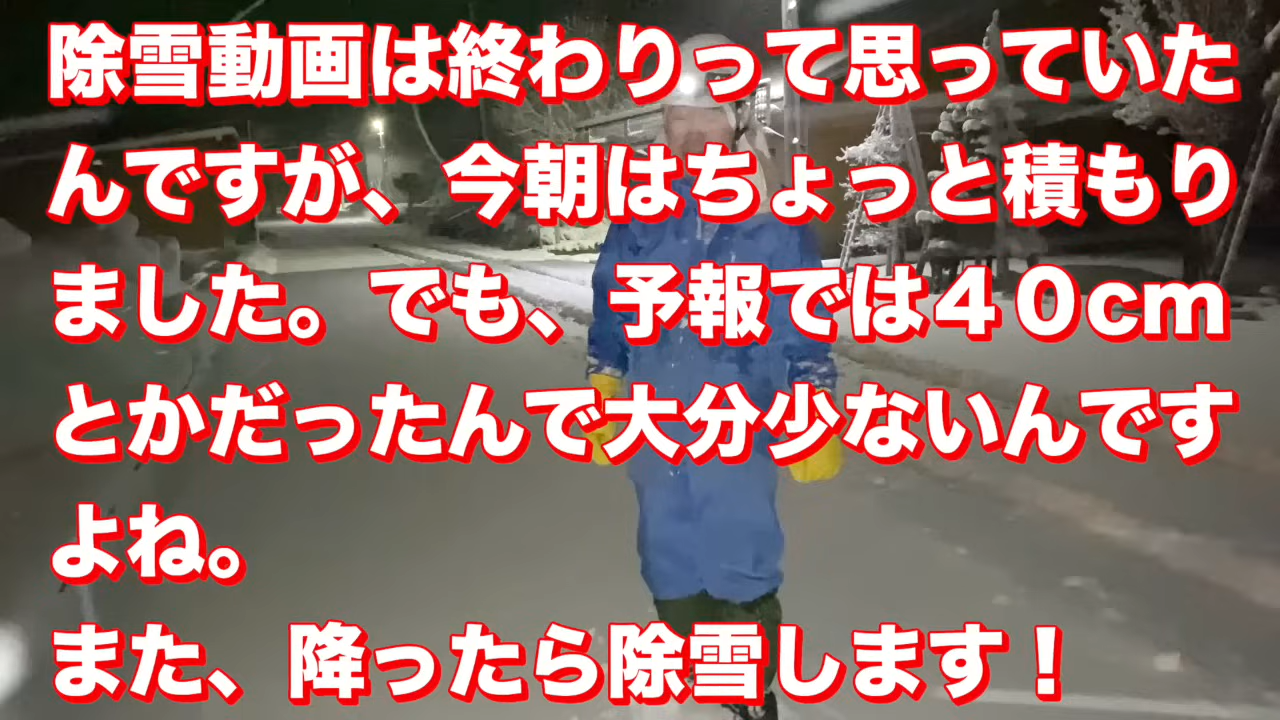 除雪動画は終わりって思っていた
んですが、今朝はちょっと積もり
ました。でも、予報では４０cm
とかだったんで大分少ないんです
よね。
また、降ったら除雪します！